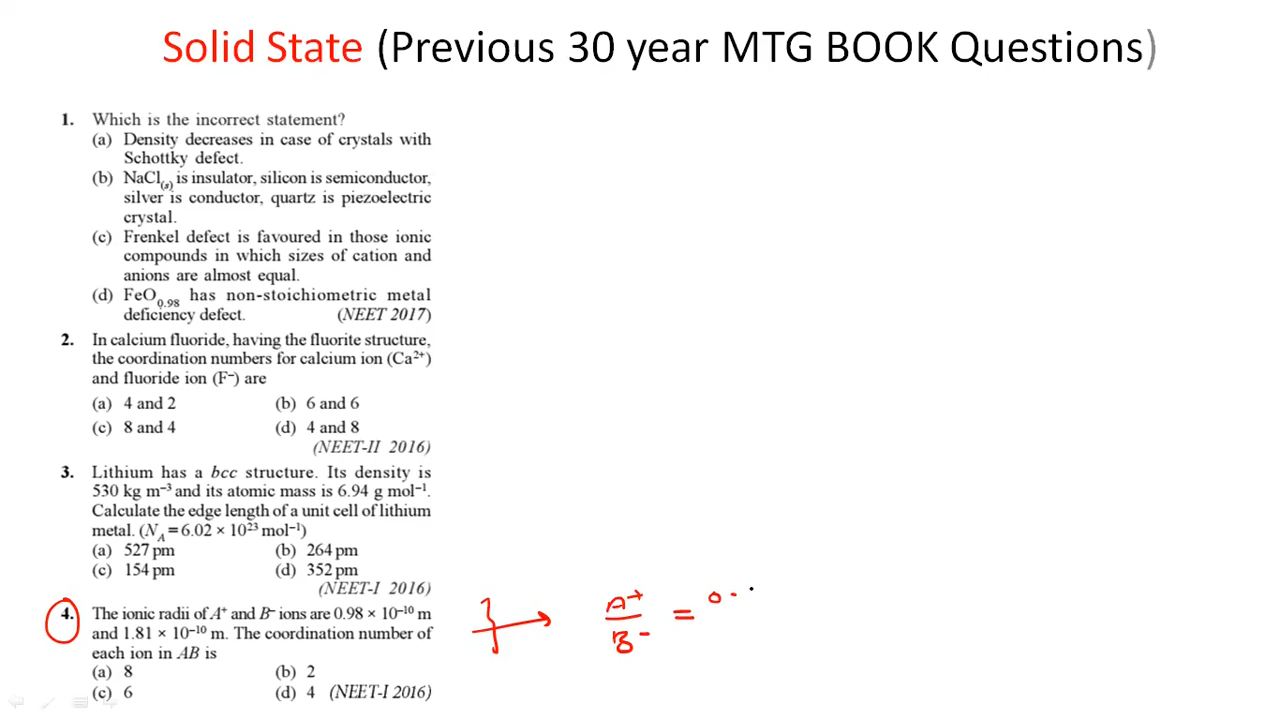 Solid State (Previous 30 year MTG BOOK Questions)
1. Which is the incorrect statement?
(a) Density decreases in case of crystals with
Schottky defect.
(b) NaCl(s) is insulator, silicon is semiconductor,
silver is conductor, quartz is piezoelectric
crystal.
(c) Frenkel defect is favoured in those ionic
compounds in which sizes of cation and
anions are almost equal.
(d) FeO0.98 has non-stoichiometric metal
deficiency defect. (NEET 2017)
2. In calcium fluoride, having the fluorite structure,
the coordination numbers for calcium ion (Ca²⁺)
and fluoride ion (F⁻) are
(a) 4 and 2 (b) 6 and 6
(c) 8 and 4 (d) 4 and 8
(NEET-II 2016)
3. Lithium has a bcc structure. Its density is
530 kg m⁻³ and its atomic mass is 6.94 g mol⁻¹.
Calculate the edge length of a unit cell of lithium
metal. (NA = 6.02 × 10²³ mol⁻¹)
(a) 527 pm (b) 264 pm
(c) 154 pm (d) 352 pm
(NEET-I 2016)
4. The ionic radii of A⁺ and B⁻ ions are 0.98 × 10⁻¹⁰ m
and 1.81 × 10⁻¹⁰ m. The coordination number of
each ion in AB is
(a) 8 (b) 2
(c) 6 (d) 4 (NEET-I 2016)
A+
B-
= 0.